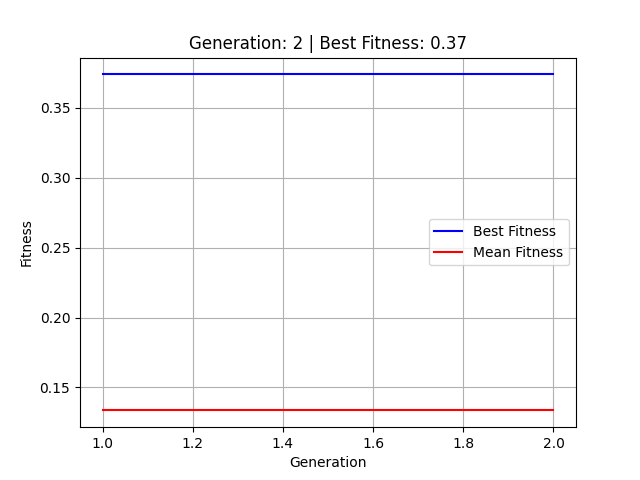 Generation: 2 | Best Fitness: 0.37
Fitness
0.35
0.30
0.25
0.20
0.15
Best Fitness
Mean Fitness
1.0 1.2 1.4 1.6 1.8 2.0
Generation